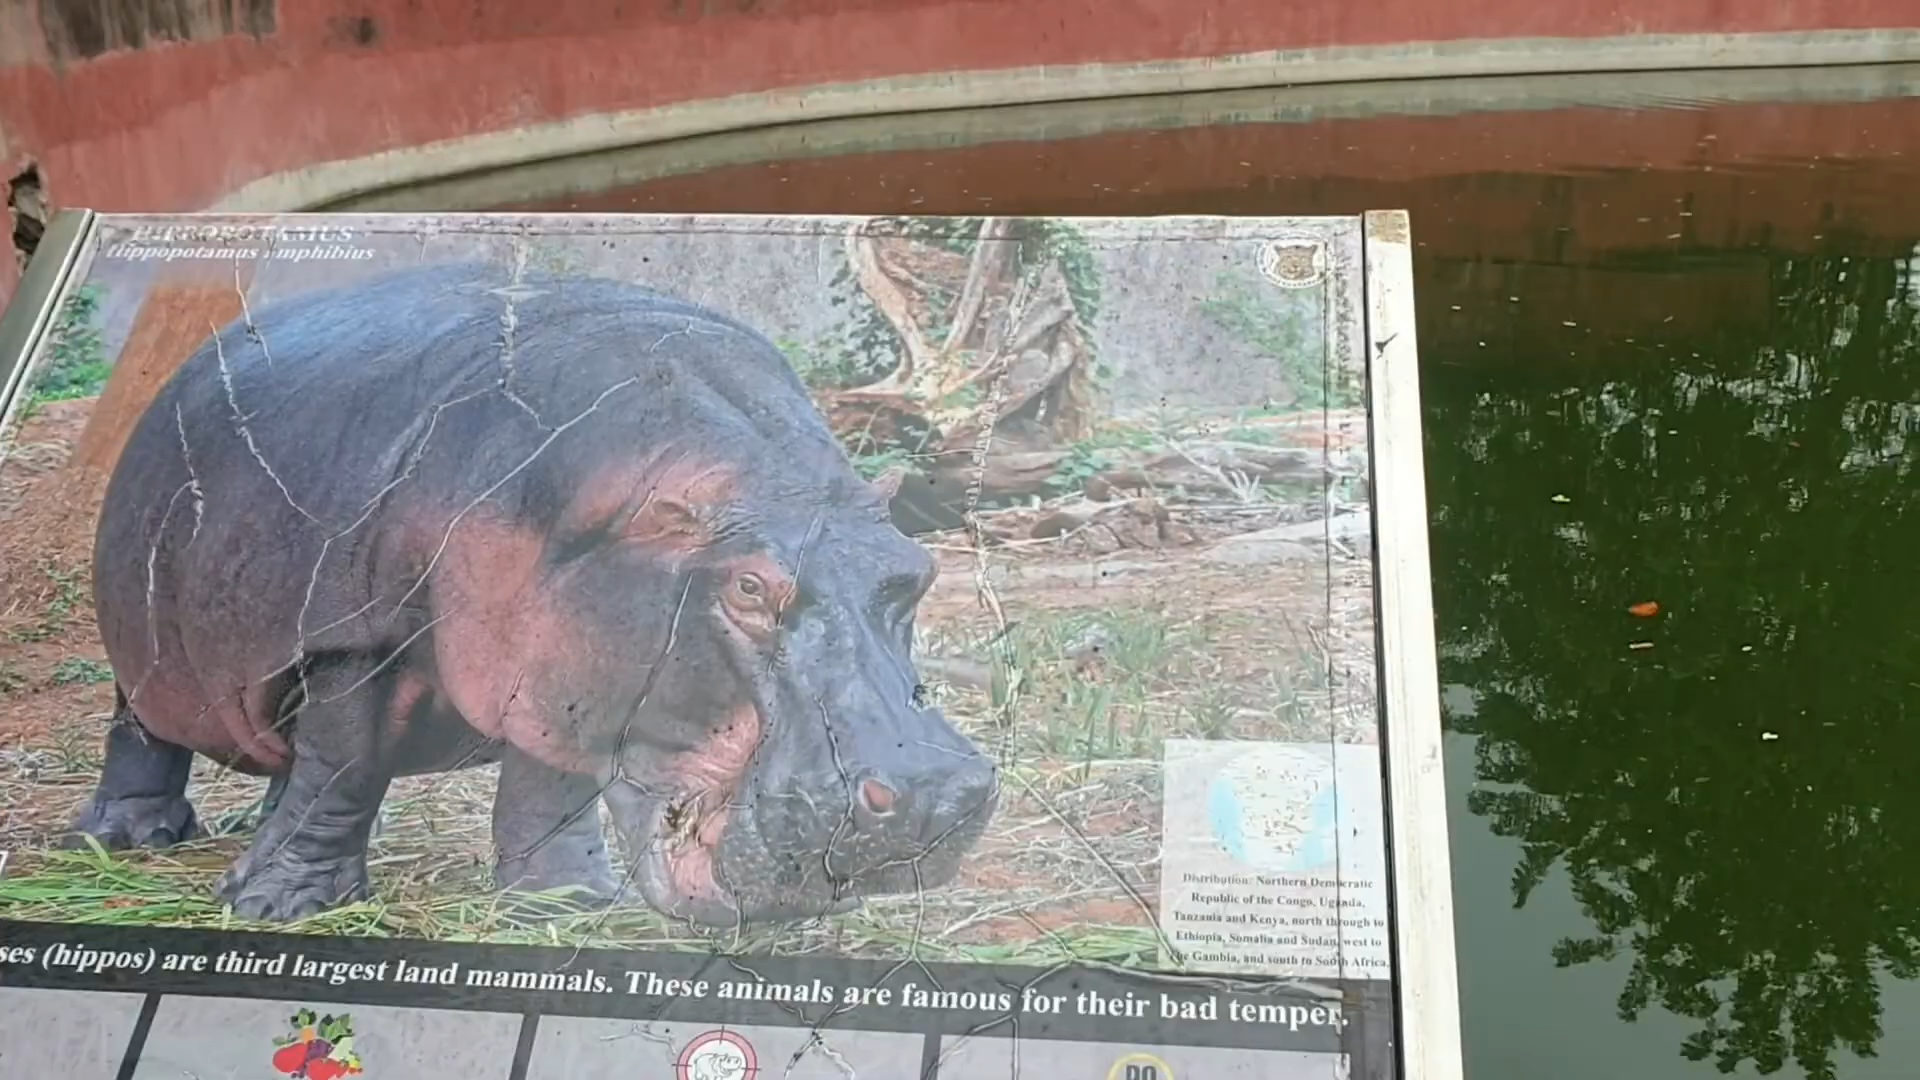 HIPPOPOTAMUS
Hippopotamus amphibius
Distribution: Northern Democratic
Republic of the Congo, Uganda,
Tanzania and Kenya, north through to
Ethiopia, Somalia and Sudan, west to
The Gambia, and south to South Africa.
ses (hippos) are third largest land mammals. These animals are famous for their bad temper.